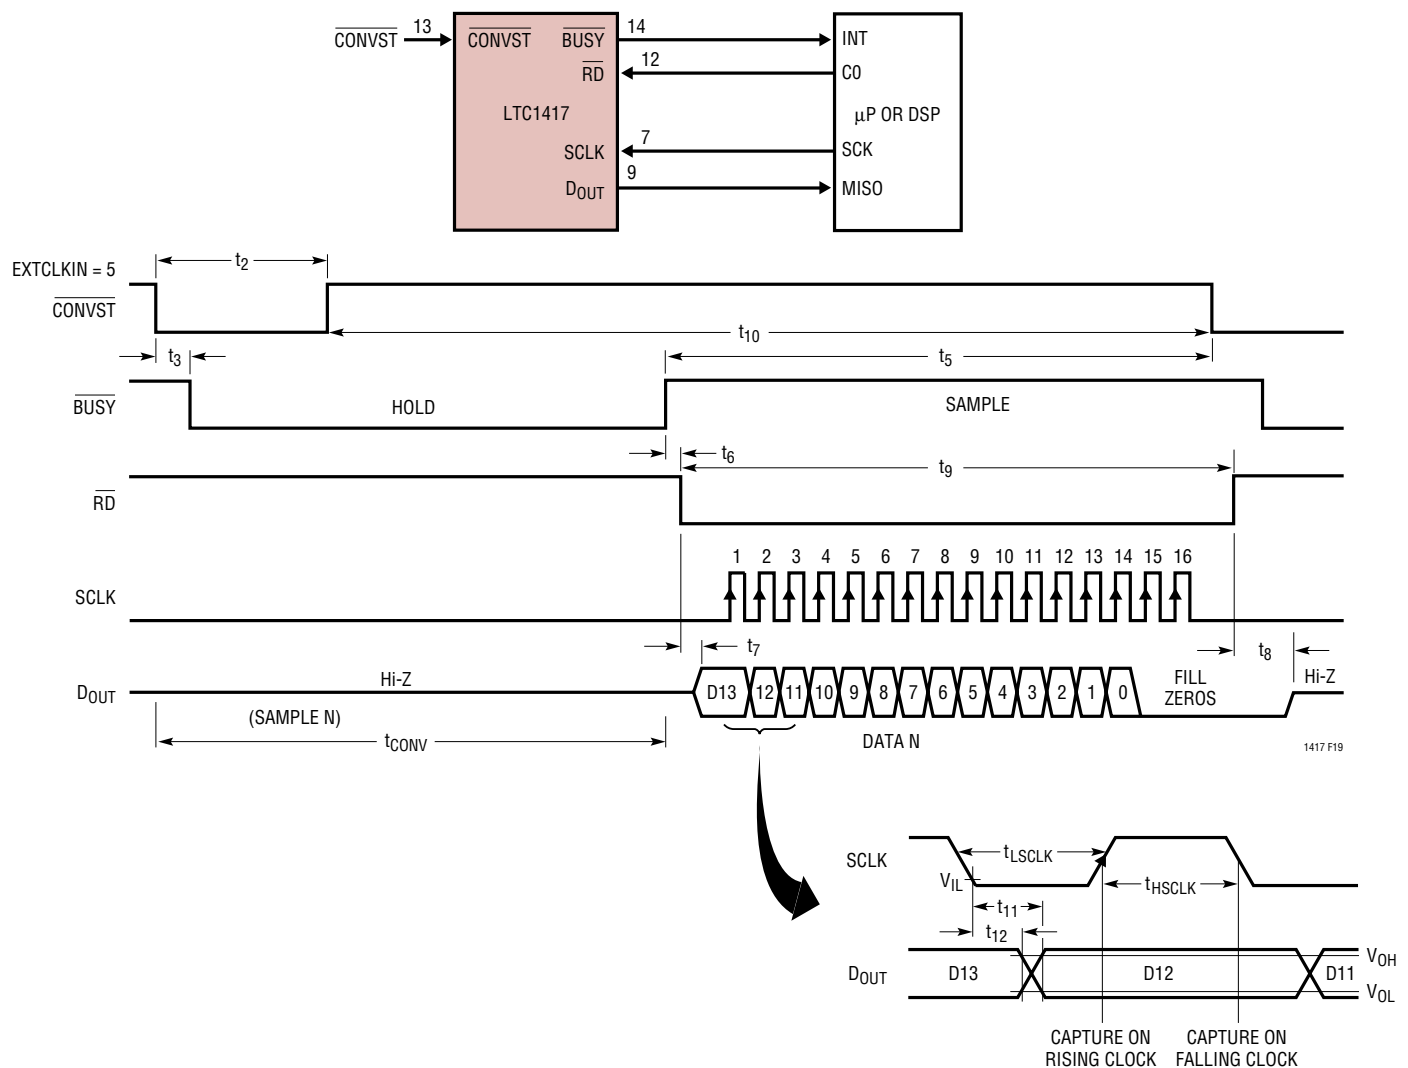 CONVST 13 CONVST BUSY 14 INT
RD 12 C0
LTC1417 µP OR DSP
SCLK 7 SCK
DOUT 9 MISO
t2
EXTCLKIN = 5
CONVST
t10
t3 t5
BUSY HOLD SAMPLE
t6 t9
RD
1 2 3 4 5 6 7 8 9 10 11 12 13 14 15 16
SCLK
t7 t8
Hi-Z FILL ZEROS Hi-Z
DOUT D13 12 11 10 9 8 7 6 5 4 3 2 1 0
(SAMPLE N)
tCONV DATA N
1417 F19
SCLK tLSCLK
VIL tHSCLK
t11
t12
VOH
DOUT D13 D12 D11
VOL
CAPTURE ON RISING CLOCK
CAPTURE ON FALLING CLOCK